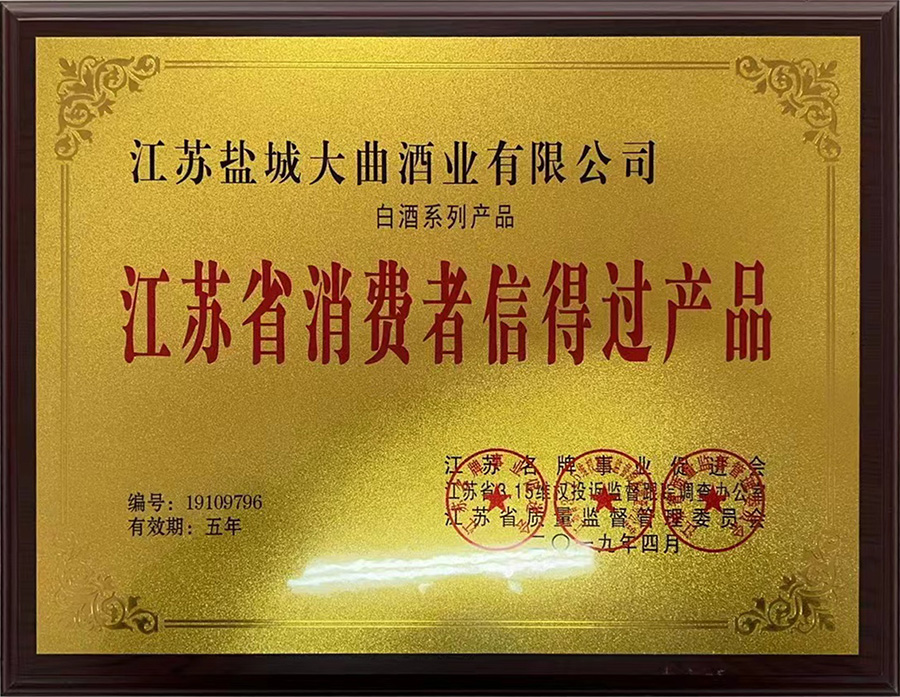 江苏盐城大曲酒业有限公司
白酒系列产品
江苏省消费者信得过产品
江苏名牌事业促进会
江苏省3.15维权投诉监督跟踪调查办公室
江苏省质量监督管理委员会
二〇一九年四月
编号：19109796
有效期：五年